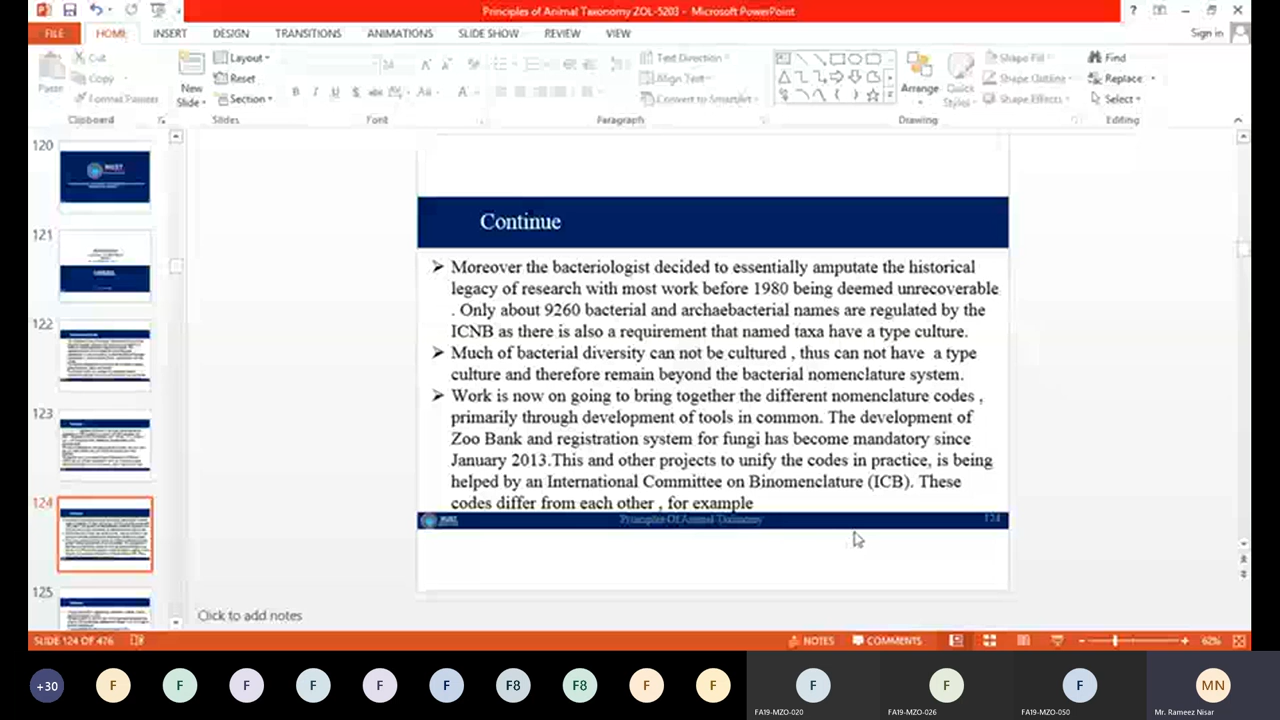 Principles of Animal Taxonomy ZOL-5203 - Microsoft PowerPoint
FILE HOME INSERT DESIGN TRANSITIONS ANIMATIONS SLIDE SHOW REVIEW VIEW Sign in
Paste
Cut
Copy
Format Painter
Clipboard
New
Slide
Layout
Reset
Section
Slides
24
Font
Text Direction
Align Text
Convert to SmartArt
Paragraph
Arrange
Quick
Styles
Shape Fill
Shape Outline
Shape Effects
Drawing
Find
Replace
Select
Editing
120
121
122
123
124
125
Continue
➢ Moreover the bacteriologist decided to essentially amputate the historical
legacy of research with most work before 1980 being deemed unrecoverable
. Only about 9260 bacterial and archaebacterial names are regulated by the
ICNB as there is also a requirement that named taxa have a type culture.
➢ Much of bacterial diversity can not be cultured , thus can not have a type
culture and therefore remain beyond the bacterial nomenclature system.
➢ Work is now on going to bring together the different nomenclature codes ,
primarily through development of tools in common. The development of
Zoo Bank and registration system for fungi has become mandatory since
January 2013.This and other projects to unify the codes in practice, is being
helped by an International Committee on Binomenclature (ICB). These
codes differ from each other , for example
MUST Principles Of Animal Taxonomy 124
Click to add notes
SLIDE 124 OF 476 NOTES COMMENTS 62%
+30 F F F F F F F8 F8 F F F F F MN
FA19-MZO-020 FA19-MZO-026 FA19-MZO-050 Mr. Rameez Nisar